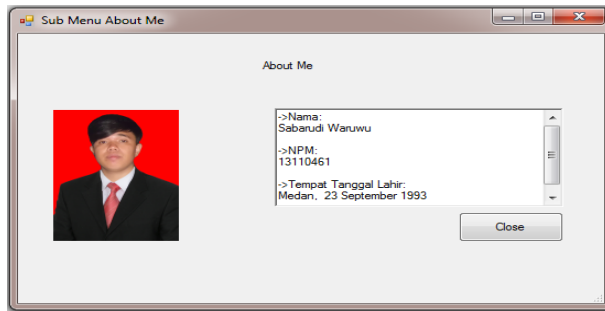 Sub Menu About Me
About Me
->Nama:
Sabarudi Waruwu
->NPM:
13110461
->Tempat Tanggal Lahir:
Medan, 23 September 1993
Close